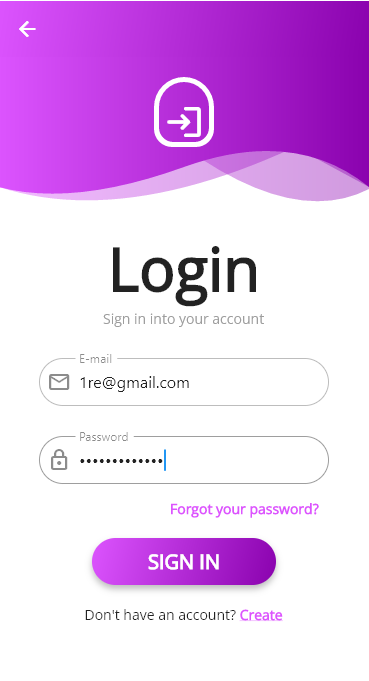 Login
Sign in into your account
E-mail
1re@gmail.com
Password
•••••••••••••
Forgot your password?
SIGN IN
Don't have an account? Create